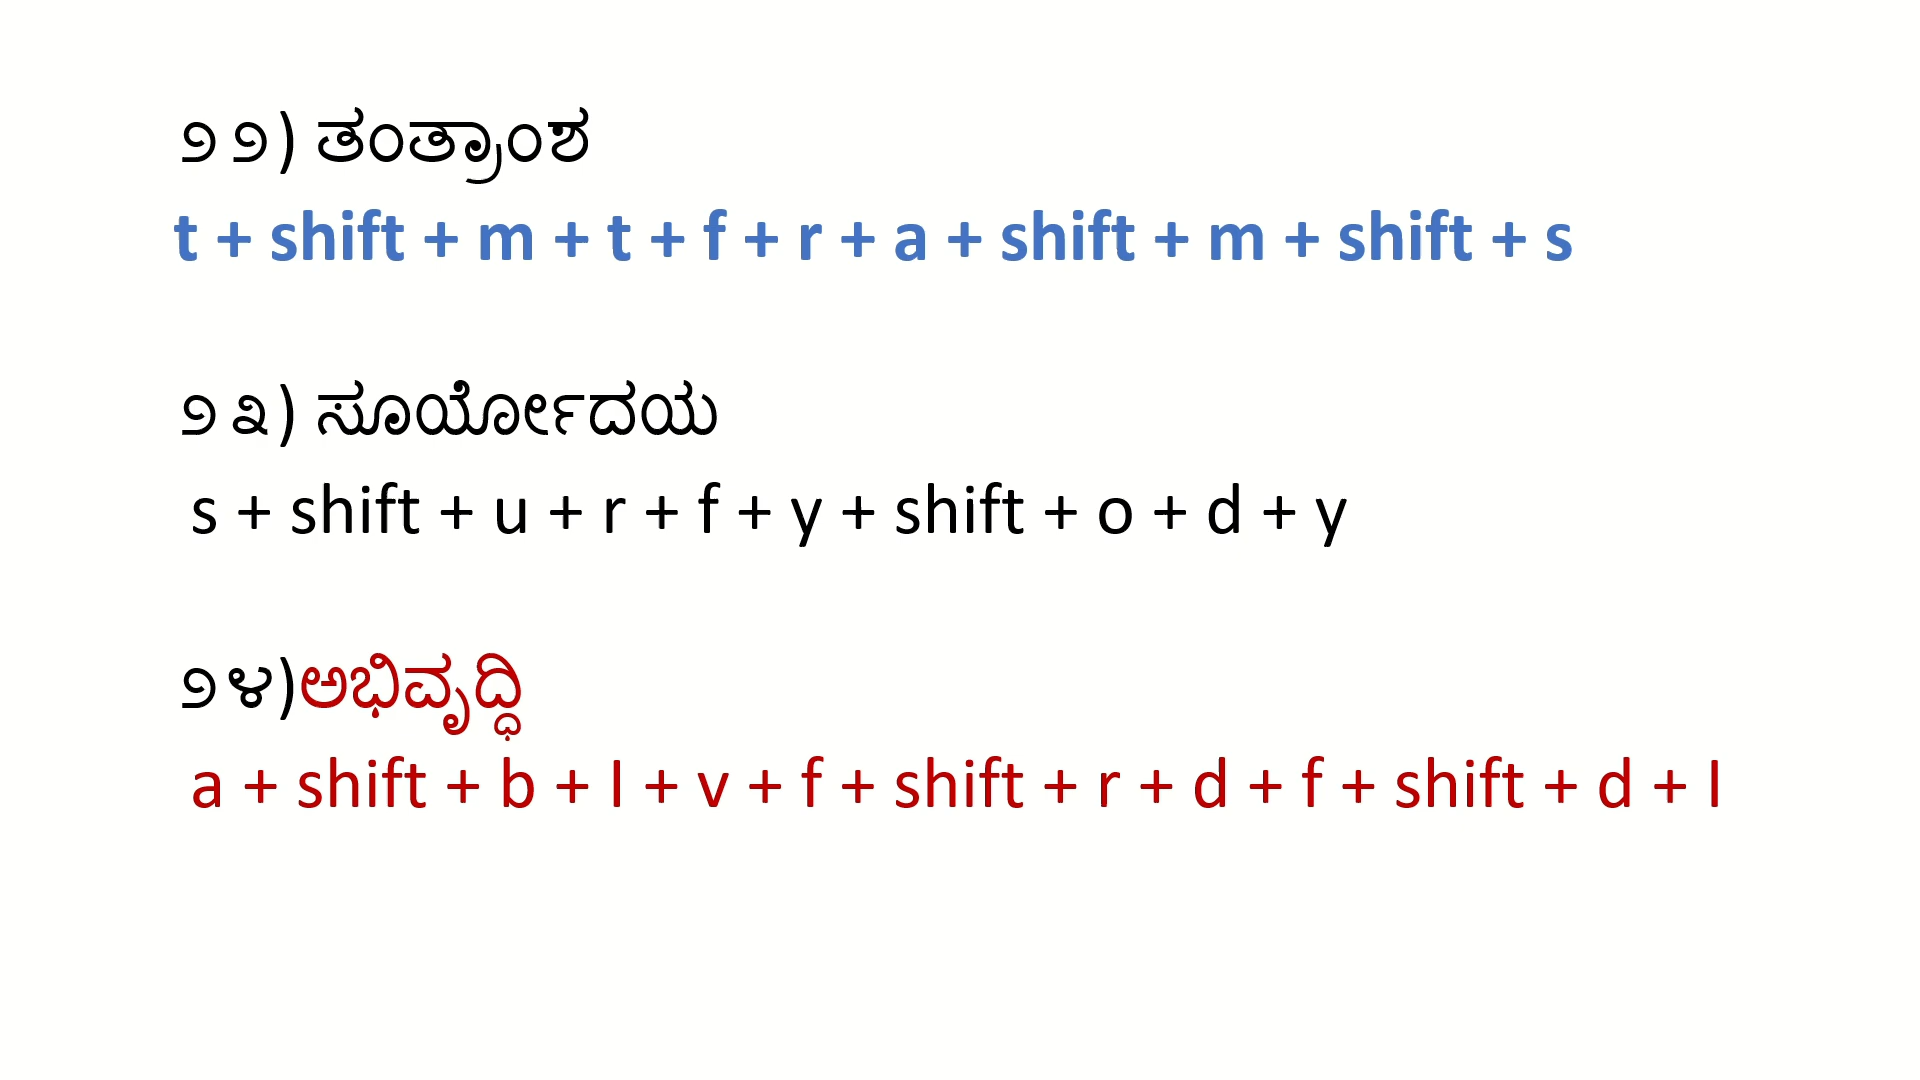 ೨೨) ತಂತ್ರಾಂಶ
t + shift + m + t + f + r + a + shift + m + shift + s
೨೩) ಸೂರ್ಯೋದಯ
s + shift + u + r + f + y + shift + o + d + y
೨೪)ಅಭಿವೃದ್ಧಿ
a + shift + b + I + v + f + shift + r + d + f + shift + d + I